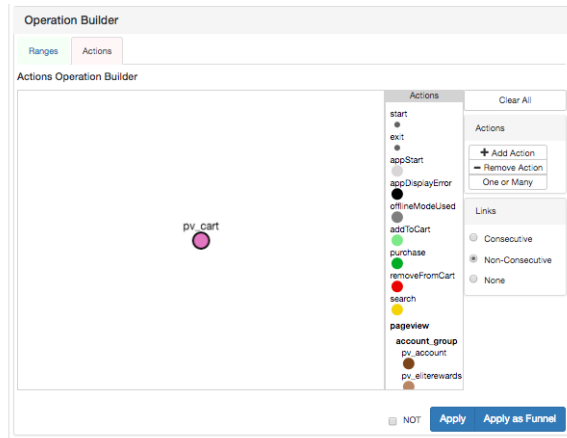 Operation Builder
Ranges
Actions
Actions Operation Builder
pv_cart
Actions
start
exit
appStart
appDisplayError
offlineModeUsed
addToCart
purchase
removeFromCart
search
pageview
account_group
pv_account
pv_eliterewards
Clear All
Actions
+ Add Action
- Remove Action
One or Many
Links
Consecutive
Non-Consecutive
None
NOT
Apply
Apply as Funnel